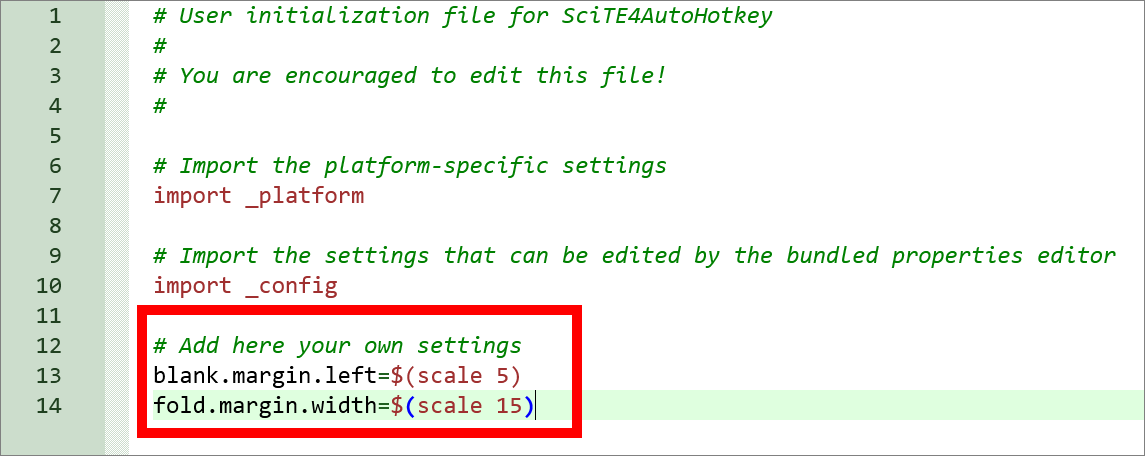 1 # User initialization file for SciTE4AutoHotkey
2 #
3 # You are encouraged to edit this file!
4 #
5
6 # Import the platform-specific settings
7 import _platform
8
9 # Import the settings that can be edited by the bundled properties editor
10 import _config
11
12 # Add here your own settings
13 blank.margin.left=$(scale 5)
14 fold.margin.width=$(scale 15)